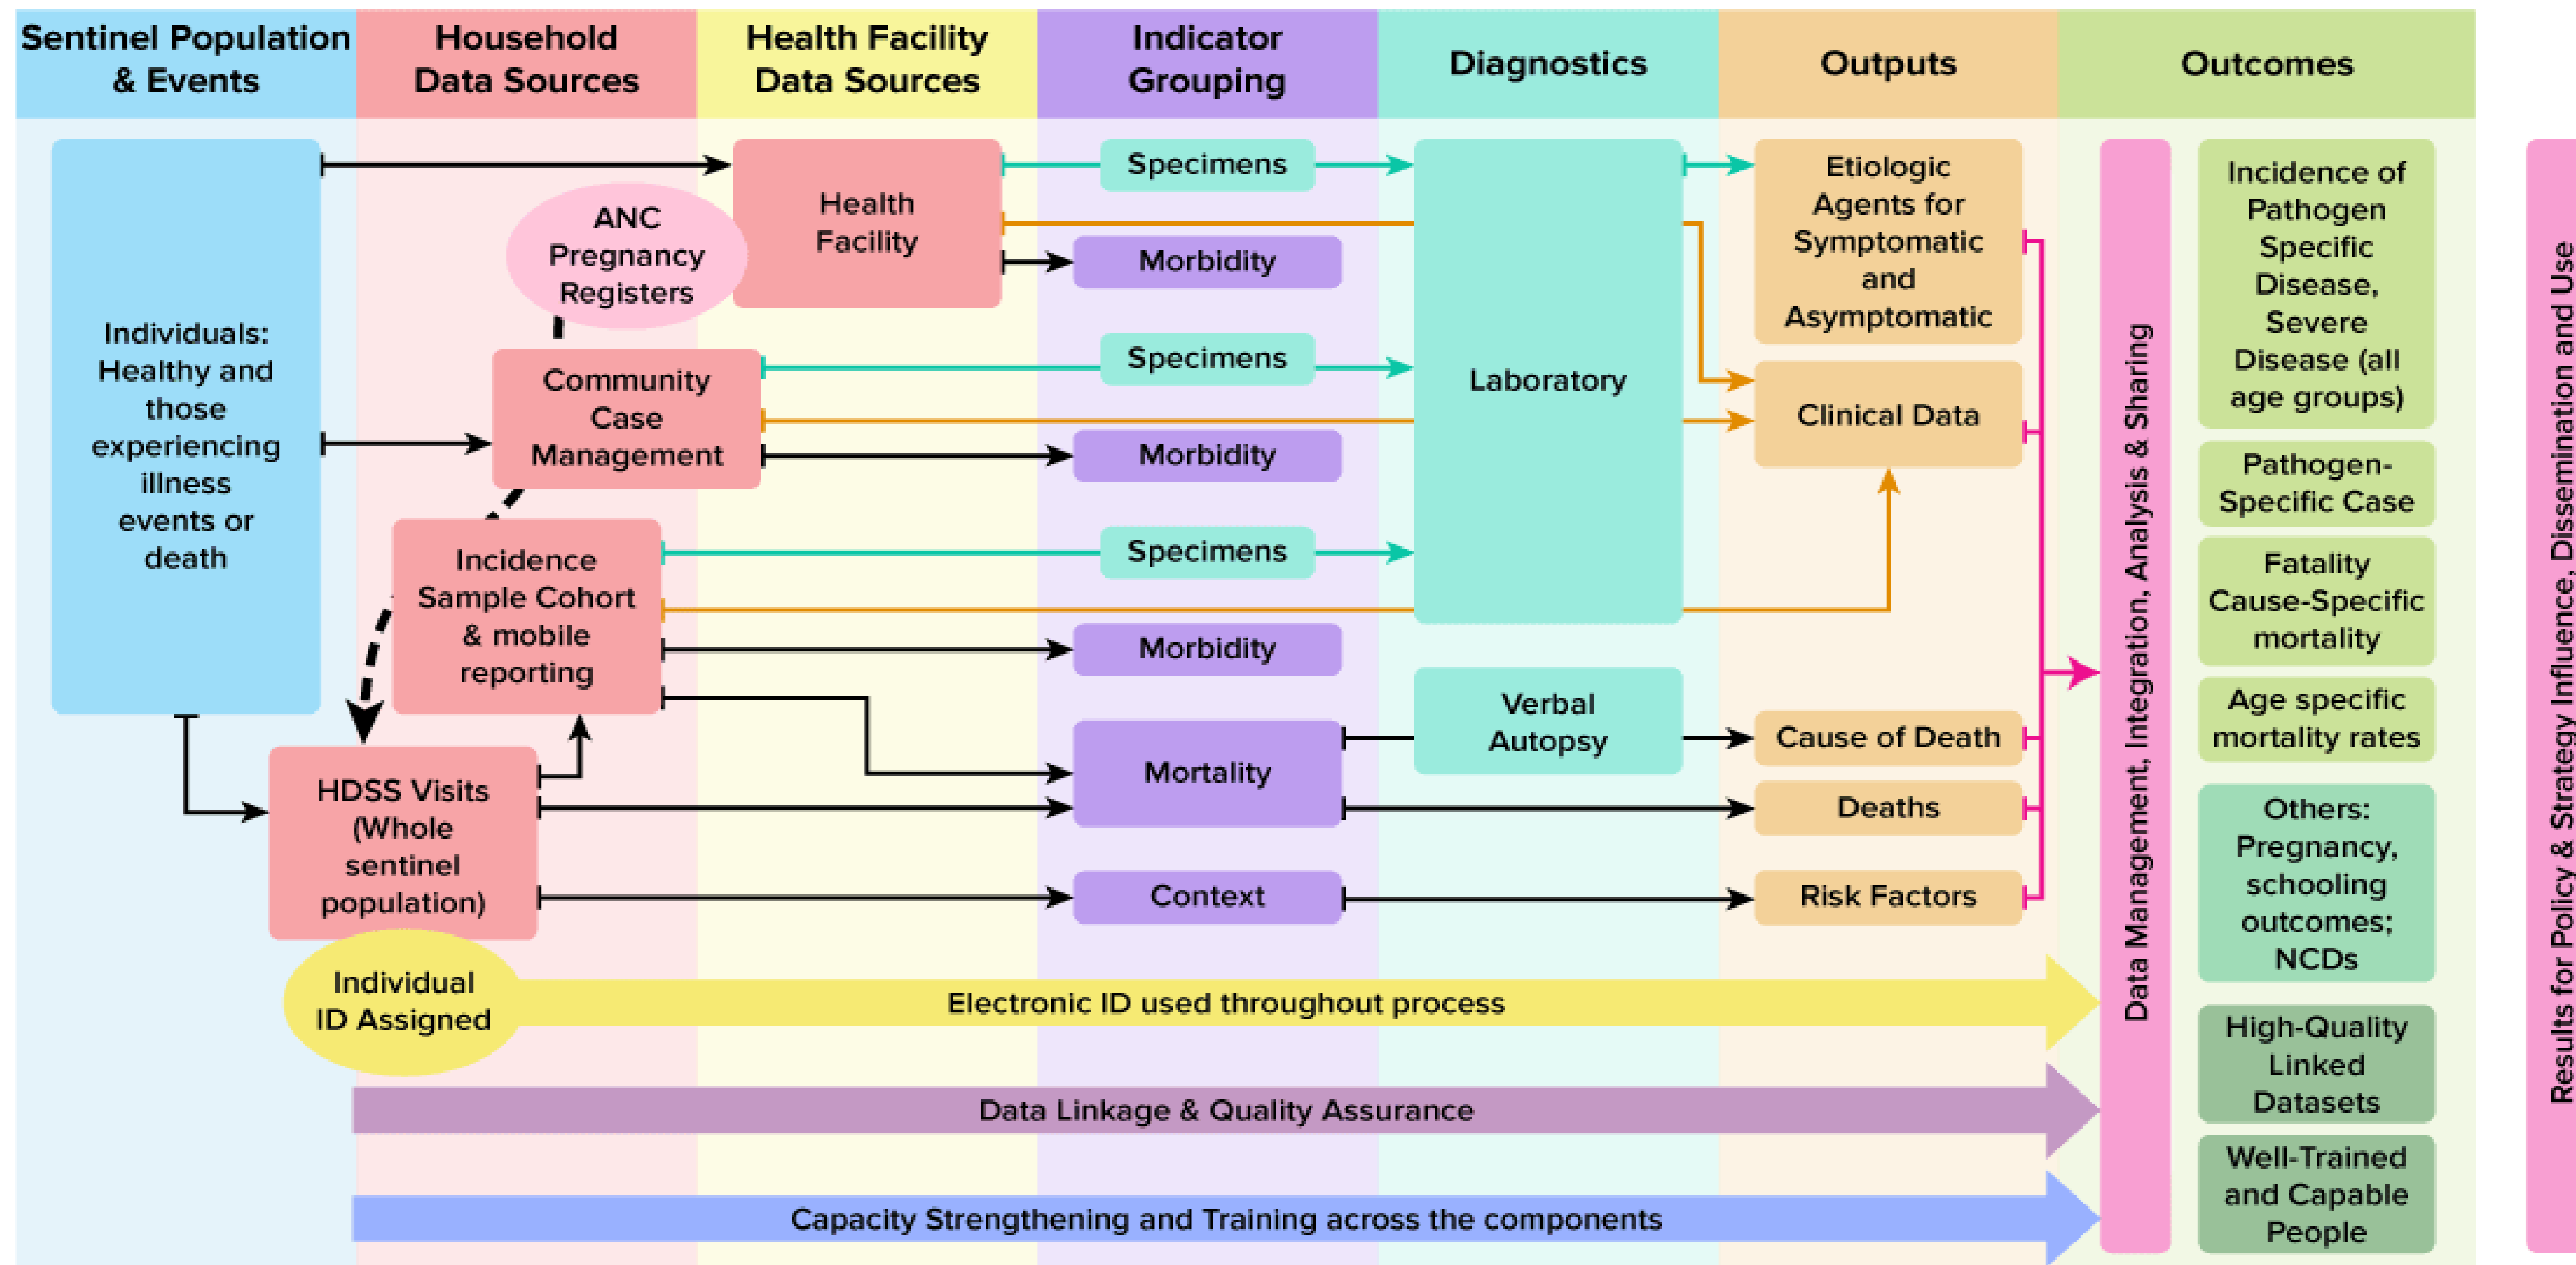 Sentinel Population
& Events
Household
Data Sources
Health Facility
Data Sources
Indicator
Grouping
Diagnostics
Outputs
Outcomes
Individuals:
Healthy and
those
experiencing
illness
events or
death
ANC
Pregnancy
Registers
Health
Facility
Community
Case
Management
Incidence
Sample Cohort
& mobile
reporting
HDSS Visits
(Whole
sentinel
population)
Individual
ID Assigned
Specimens
Morbidity
Specimens
Morbidity
Specimens
Morbidity
Mortality
Context
Laboratory
Verbal
Autopsy
Etiologic
Agents for
Symptomatic
and
Asymptomatic
Clinical Data
Cause of Death
Deaths
Risk Factors
Electronic ID used throughout process
Data Linkage & Quality Assurance
Capacity Strengthening and Training across the components
Data Management, Integration, Analysis & Sharing
Incidence of
Pathogen
Specific
Disease,
Severe
Disease (all
age groups)
Pathogen-
Specific Case
Fatality
Cause-Specific
mortality
Age specific
mortality rates
Others:
Pregnancy,
schooling
outcomes;
NCDs
High-Quality
Linked
Datasets
Well-Trained
and Capable
People
Results for Policy & Strategy Influence, Dissemination and Use